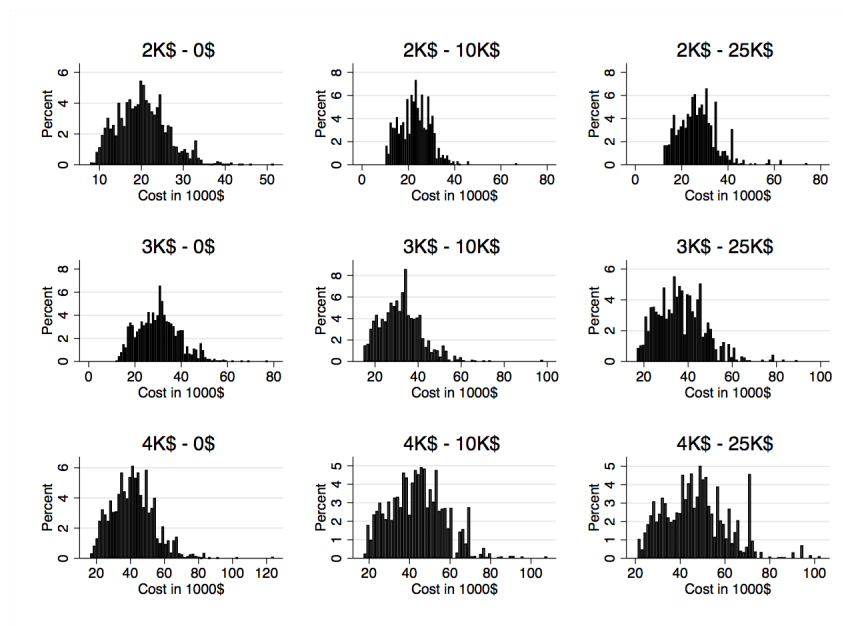 2K$ - 0$
Percent
0 2 4 6
10 20 30 40 50
Cost in 1000$
2K$ - 10K$
Percent
0 2 4 6 8
0 20 40 60 80
Cost in 1000$
2K$ - 25K$
Percent
0 2 4 6 8
0 20 40 60 80
Cost in 1000$
3K$ - 0$
Percent
0 2 4 6 8
0 20 40 60 80
Cost in 1000$
3K$ - 10K$
Percent
0 2 4 6 8
20 40 60 80 100
Cost in 1000$
3K$ - 25K$
Percent
0 2 4 6
20 40 60 80 100
Cost in 1000$
4K$ - 0$
Percent
0 2 4 6
20 40 60 80 100 120
Cost in 1000$
4K$ - 10K$
Percent
0 1 2 3 4 5
20 40 60 80 100
Cost in 1000$
4K$ - 25K$
Percent
0 1 2 3 4 5
20 40 60 80 100
Cost in 1000$